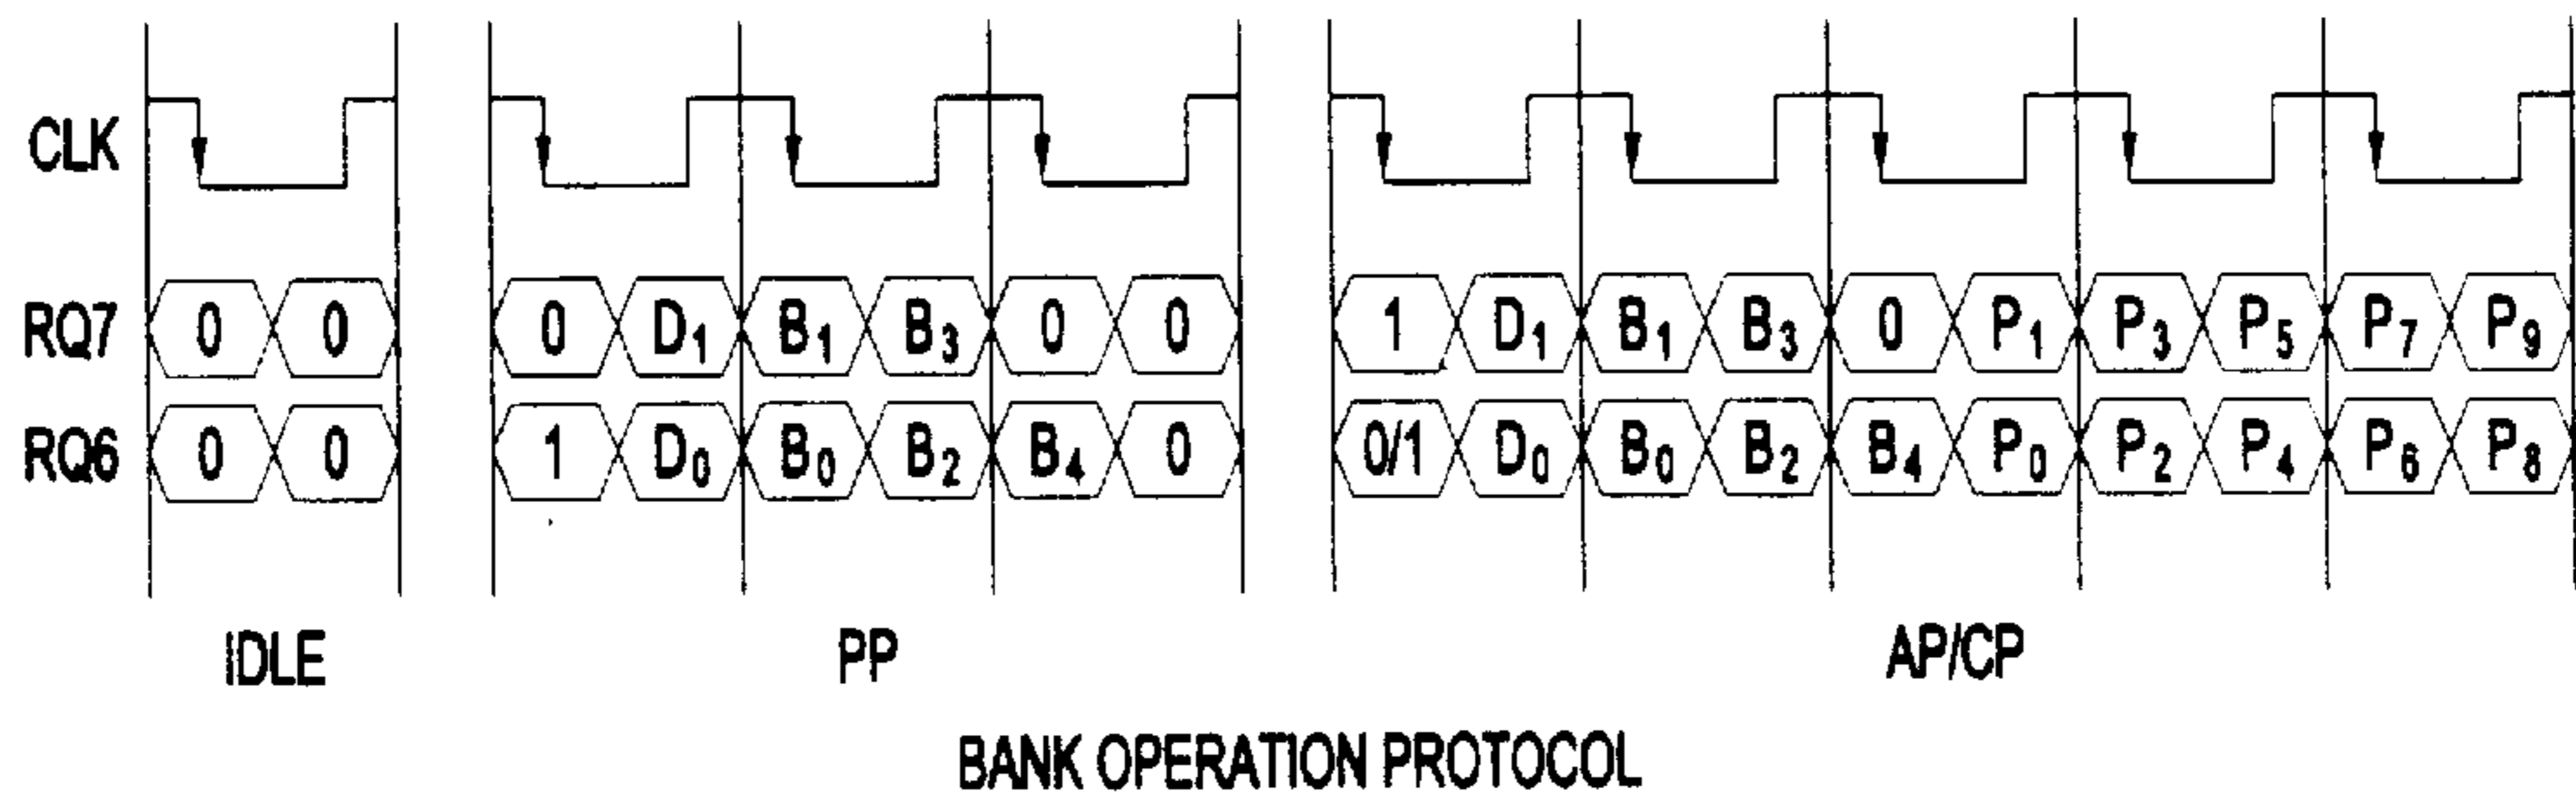 CLK
RQ7 0 0 0 D1 B1 B3 0 0 1 D1 B1 B3 0 P1 P3 P5 P7 P9
RQ6 0 0 1 D0 B0 B2 B4 0 0/1 D0 B0 B2 B4 P0 P2 P4 P6 P8
IDLE PP AP/CP
BANK OPERATION PROTOCOL